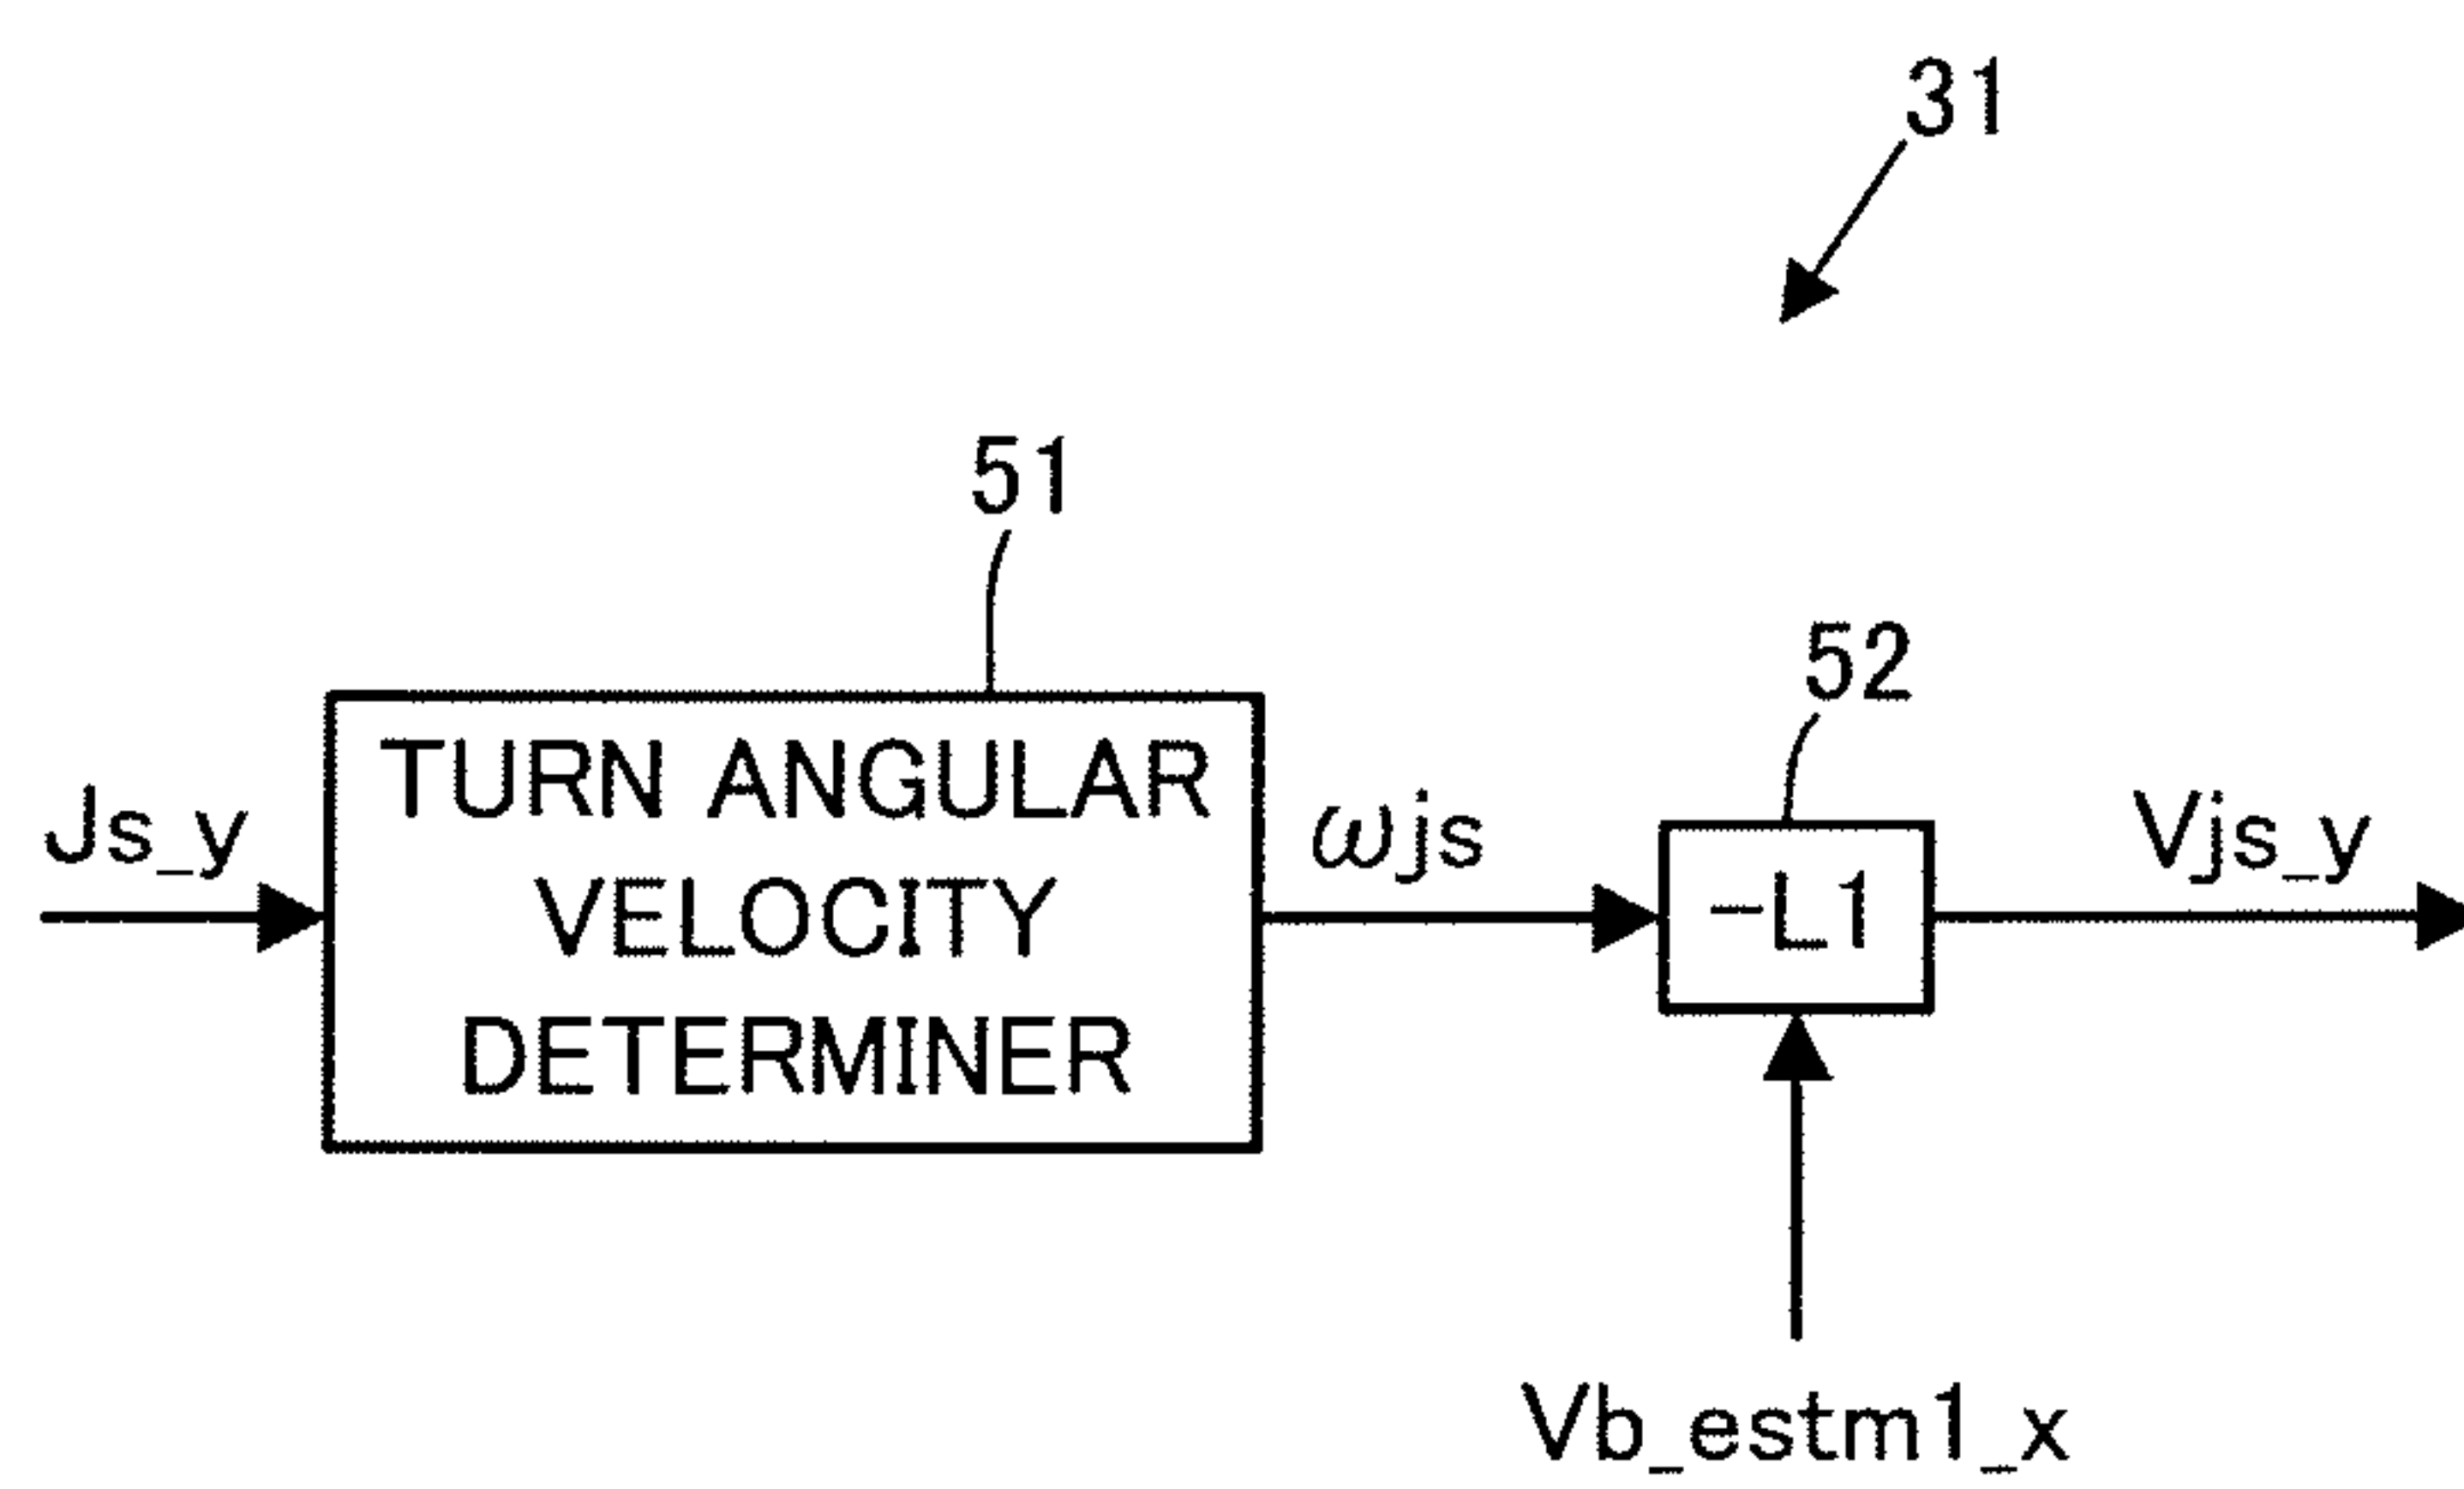 31
51
52
TURN ANGULAR
VELOCITY
DETERMINER
Js_y
ωjs
-L1
Vjs_y
Vb_estm1_x